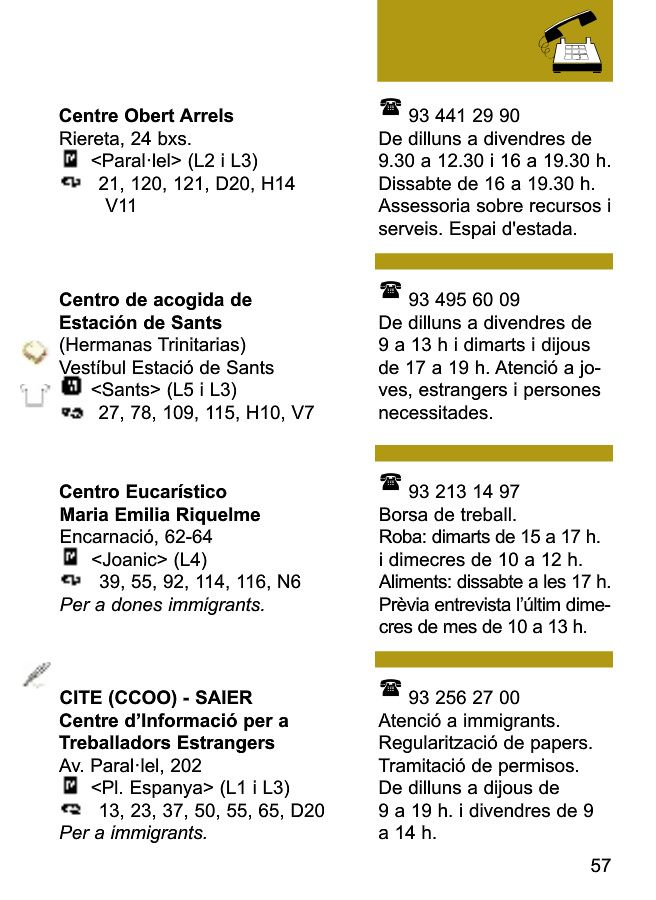 Centre Obert Arrels
Riereta, 24 bxs.
<Paral·lel> (L2 i L3)
21, 120, 121, D20, H14
V11
93 441 29 90
De dilluns a divendres de
9.30 a 12.30 i 16 a 19.30 h.
Dissabte de 16 a 19.30 h.
Assessoria sobre recursos i
serveis. Espai d'estada.
Centro de acogida de
Estación de Sants
(Hermanas Trinitarias)
Vestíbul Estació de Sants
<Sants> (L5 i L3)
27, 78, 109, 115, H10, V7
93 495 60 09
De dilluns a divendres de
9 a 13 h i dimarts i dijous
de 17 a 19 h. Atenció a jo-
ves, estrangers i persones
necessitades.
Centro Eucarístico
Maria Emilia Riquelme
Encarnació, 62-64
<Joanic> (L4)
39, 55, 92, 114, 116, N6
Per a dones immigrants.
93 213 14 97
Borsa de treball.
Roba: dimarts de 15 a 17 h.
i dimecres de 10 a 12 h.
Aliments: dissabte a les 17 h.
Prèvia entrevista l’últim dime-
cres de mes de 10 a 13 h.
CITE (CCOO) - SAIER
Centre d’Informació per a
Treballadors Estrangers
Av. Paral·lel, 202
<Pl. Espanya> (L1 i L3)
13, 23, 37, 50, 55, 65, D20
Per a immigrants.
93 256 27 00
Atenció a immigrants.
Regularització de papers.
Tramitació de permisos.
De dilluns a dijous de
9 a 19 h. i divendres de 9
a 14 h.
57